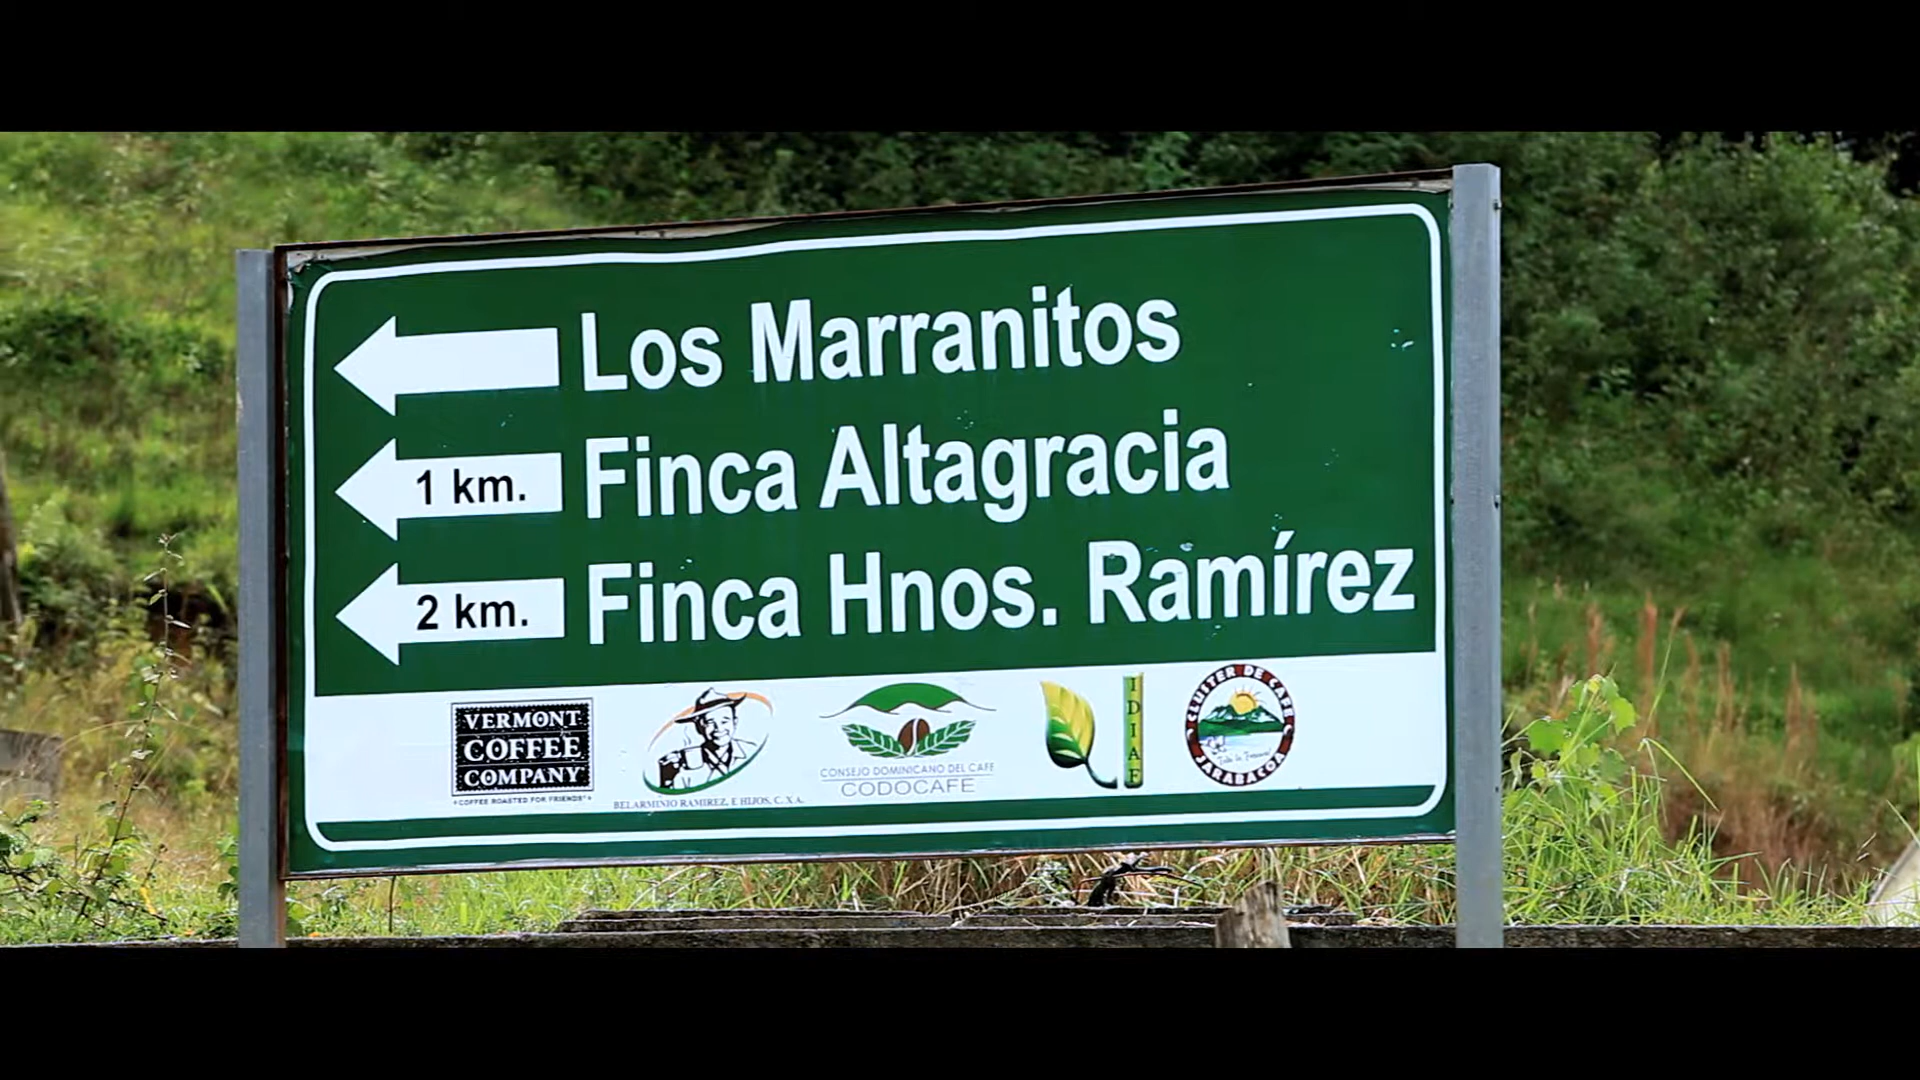 Los Marranitos
1 km. Finca Altagracia
2 km. Finca Hnos. Ramírez
VERMONT
COFFEE
COMPANY
COFFEE ROASTED FOR FRIENDS
BELARMINIO RAMIREZ, E HIJOS, C.X.A.
CONSEJO DOMINICANO DEL CAFE
CODOCAFE
IDIAF
CLUSTER DE CAFE
JARABACOA